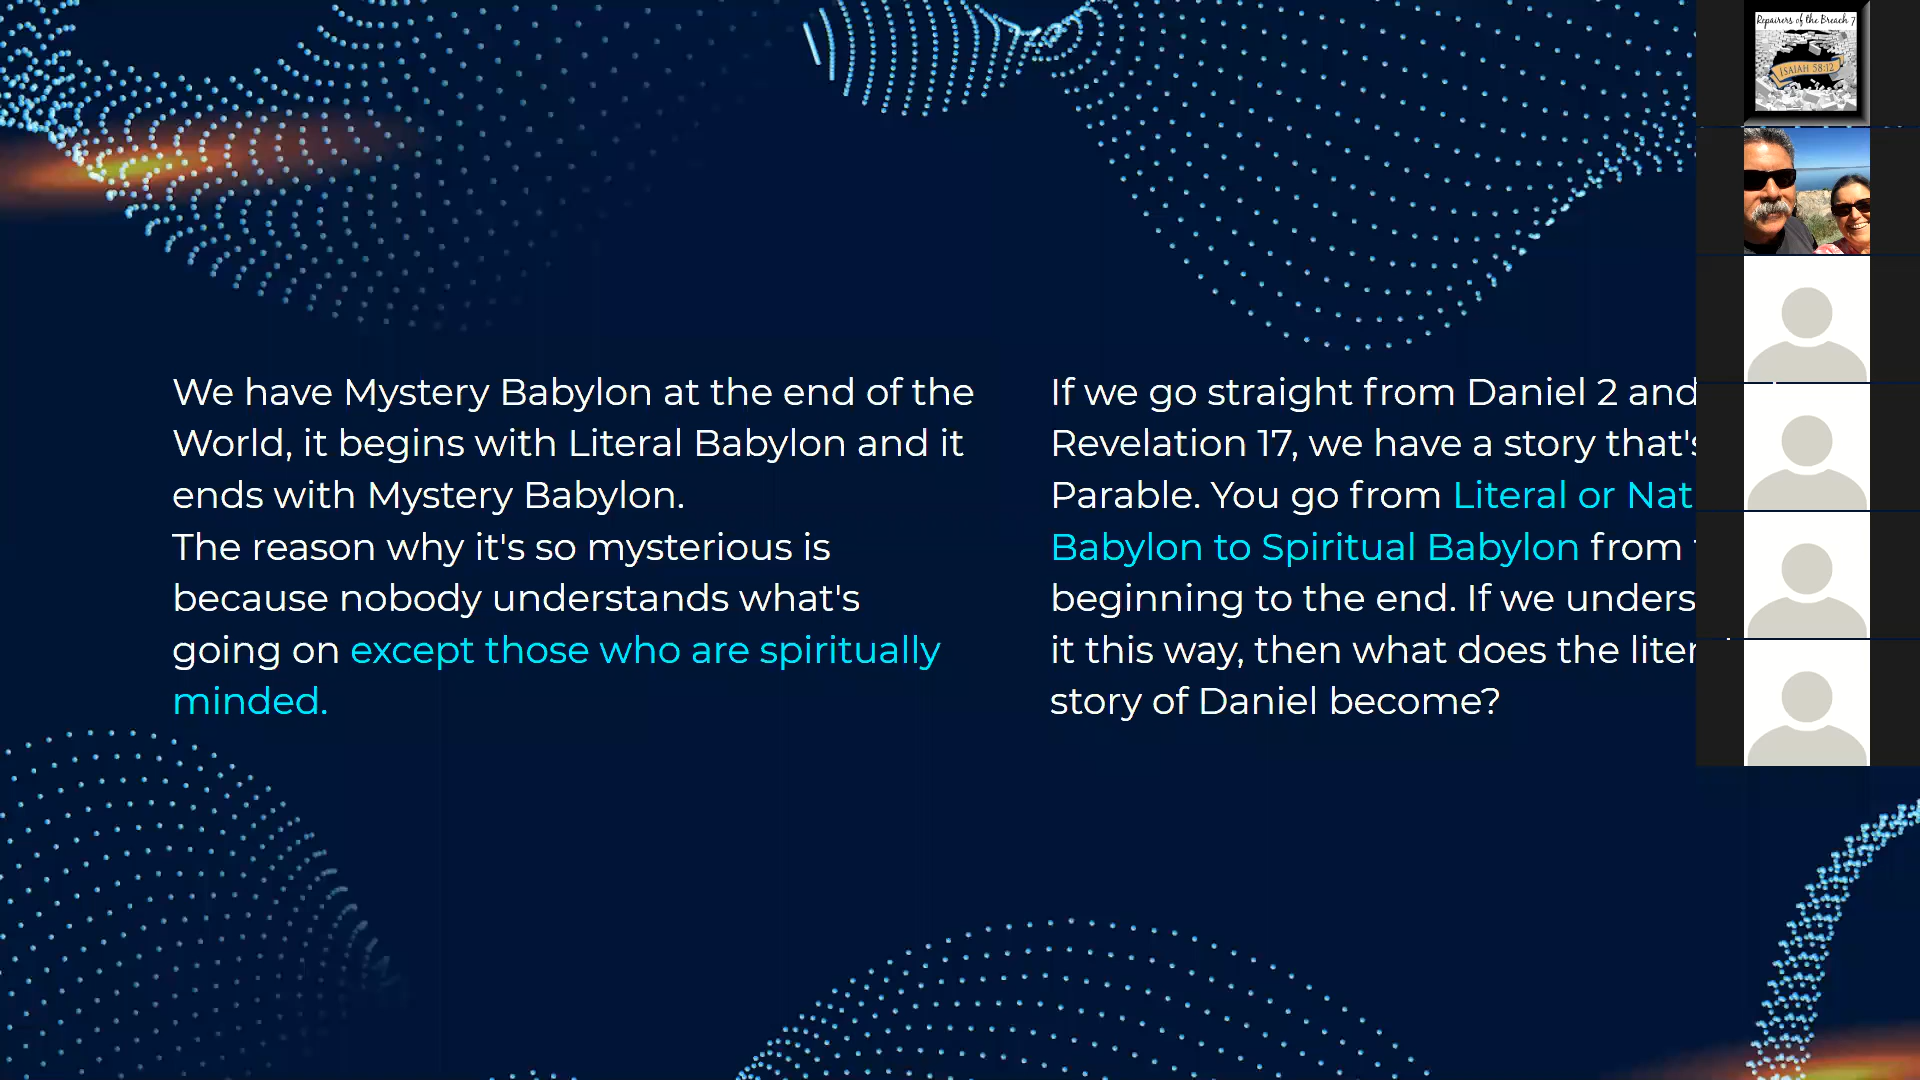 We have Mystery Babylon at the end of the
World, it begins with Literal Babylon and it
ends with Mystery Babylon.
The reason why it's so mysterious is
because nobody understands what's
going on except those who are spiritually
minded.
If we go straight from Daniel 2 and
Revelation 17, we have a story that's
Parable. You go from Literal or Nat
Babylon to Spiritual Babylon from
beginning to the end. If we unders
it this way, then what does the liter
story of Daniel become?
Repairers of the Breach 7
ISAIAH 58:12